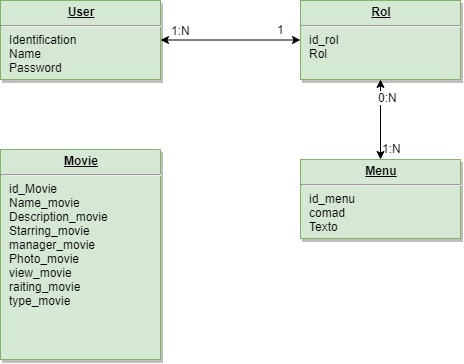 User
Identification
Name
Password
1:N
1
Rol
id_rol
Rol
0:N
1:N
Movie
id_Movie
Name_movie
Description_movie
Starring_movie
manager_movie
Photo_movie
view_movie
raiting_movie
type_movie
Menu
id_menu
comad
Texto